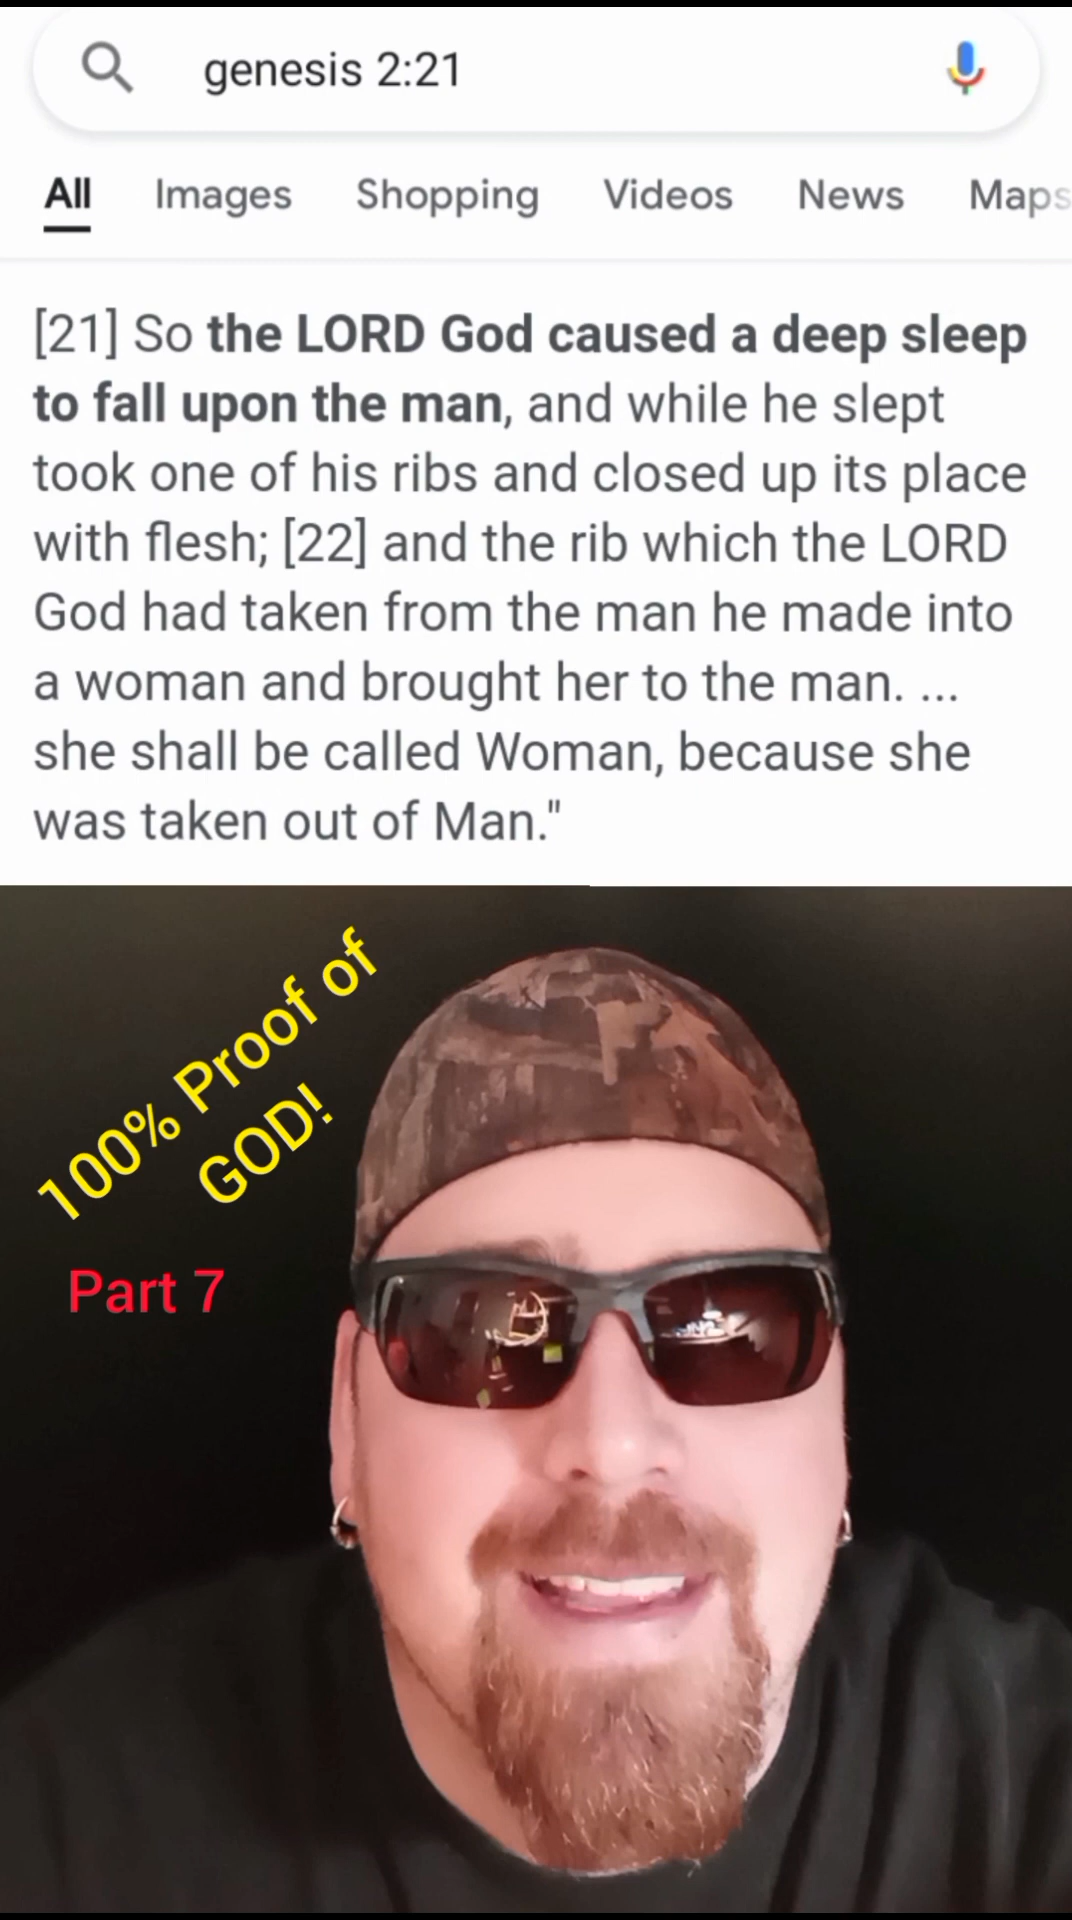 genesis 2:21
All Images Shopping Videos News Maps
[21] So the LORD God caused a deep sleep
to fall upon the man, and while he slept
took one of his ribs and closed up its place
with flesh; [22] and the rib which the LORD
God had taken from the man he made into
a woman and brought her to the man. ...
she shall be called Woman, because she
was taken out of Man."
100% Proof of
GOD!
Part 7